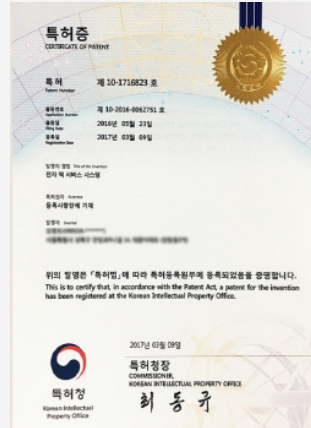 특허증
CERTIFICATE OF PATENT
특 허 제 10-1716823 호
Patent Number
출원번호 제 10-2016-0062751 호
Application Number
출원일 2016년 05월 23일
Filing Date
등록일 2017년 03월 09일
Registration Date
발명의 명칭 Title of the Invention
전자 책 서비스 시스템
특허권자 Patentee
등록사항란에 기재
발명자 Inventor
위의 발명은 「특허법」에 따라 특허등록원부에 등록되었음을 증명합니다.
This is to certify that, in accordance with the Patent Act, a patent for the invention
has been registered at the Korean Intellectual Property Office.
2017년 03월 09일
특허청장
COMMISSIONER,
KOREAN INTELLECTUAL PROPERTY OFFICE
최 동 규
특허청
Korean Intellectual
Property Office